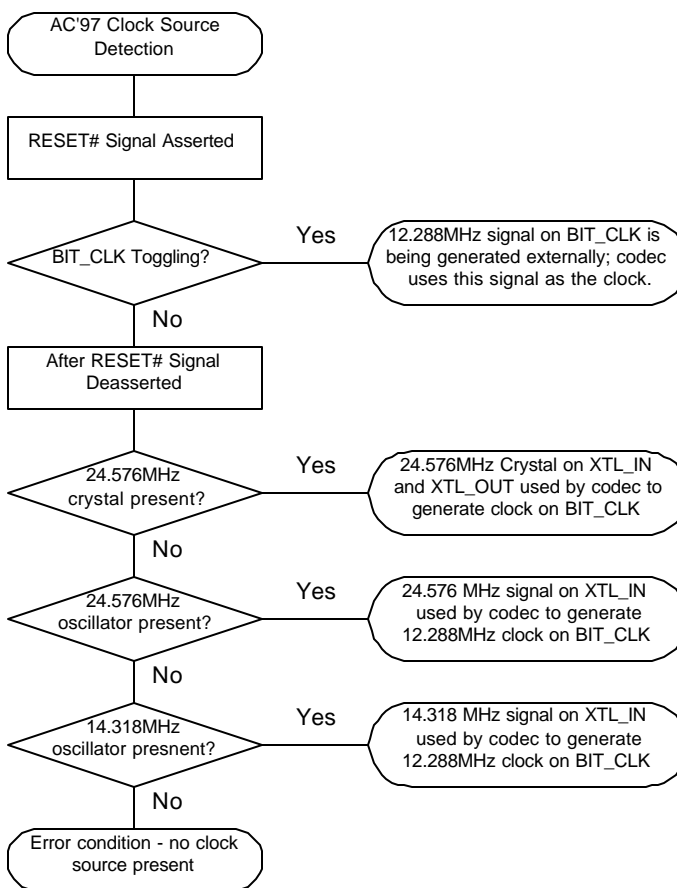 AC'97 Clock Source
Detection
RESET# Signal Asserted
BIT_CLK Toggling?
Yes
12.288MHz signal on BIT_CLK is
being generated externally; codec
uses this signal as the clock.
No
After RESET# Signal
Deasserted
24.576MHz
crystal present?
Yes
24.576MHz Crystal on XTL_IN
and XTL_OUT used by codec to
generate clock on BIT_CLK
No
24.576MHz
oscillator present?
Yes
24.576 MHz signal on XTL_IN
used by codec to generate
12.288MHz clock on BIT_CLK
No
14.318MHz
oscillator presnent?
Yes
14.318 MHz signal on XTL_IN
used by codec to generate
12.288MHz clock on BIT_CLK
No
Error condition - no clock
source present